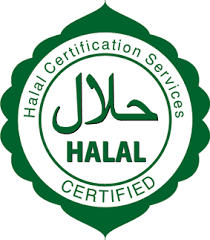 Halal Certification Services
حلال
HALAL
CERTIFIED